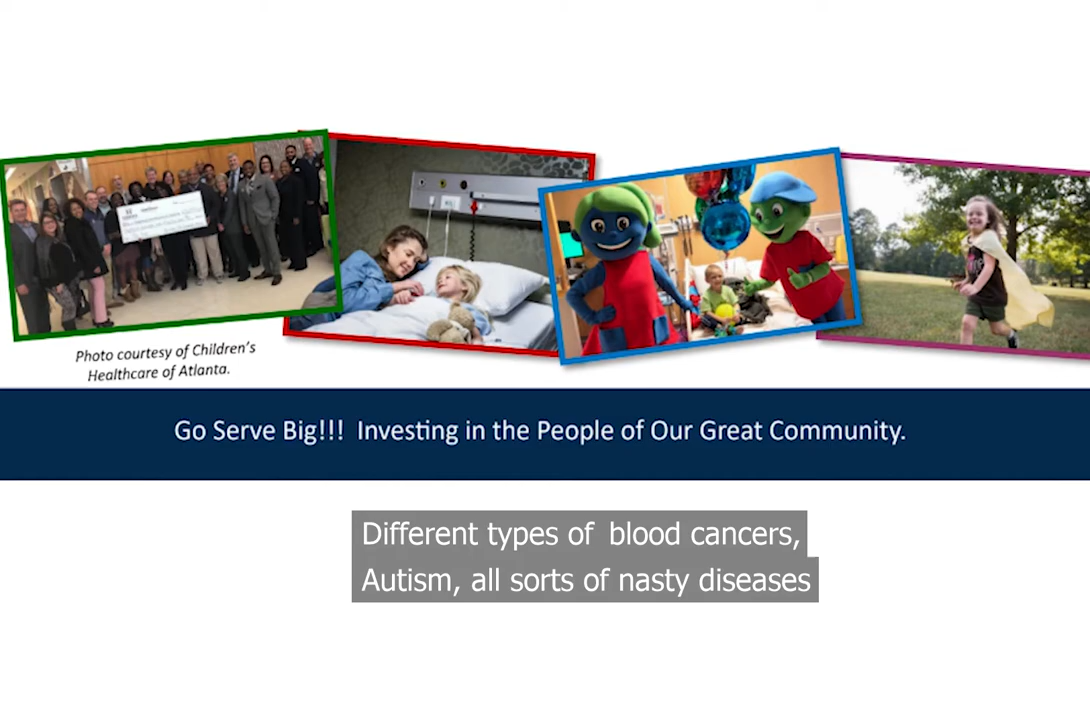 Photo courtesy of Children's
Healthcare of Atlanta.
Go Serve Big!!! Investing in the People of Our Great Community.
Different types of blood cancers,
Autism, all sorts of nasty diseases